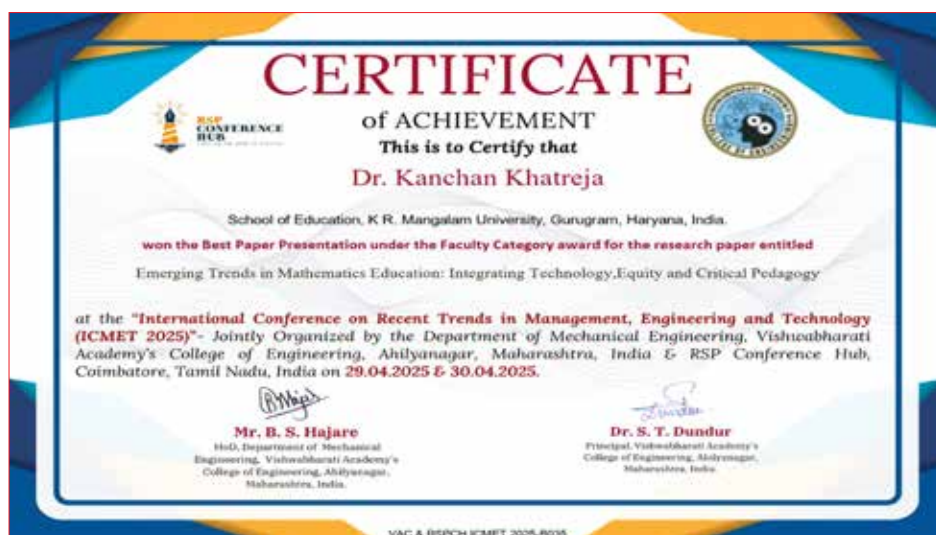 CERTIFICATE
of ACHIEVEMENT
RSP
CONFERENCE
HUB
This is to Certify that
Dr. Kanchan Khatreja
School of Education, K R. Mangalam University, Gurugram, Haryana, India.
won the Best Paper Presentation under the Faculty Category award for the research paper entitled
Emerging Trends in Mathematics Education: Integrating Technology,Equity and Critical Pedagogy
at the "International Conference on Recent Trends in Management, Engineering and Technology
(ICMET 2025)"- Jointly Organized by the Department of Mechanical Engineering, Vishwabharati
Academy's College of Engineering, Ahilyanagar, Maharashtra, India & RSP Conference Hub,
Coimbatore, Tamil Nadu, India on 29.04.2025 & 30.04.2025.
Mr. B. S. Hajare
HoD, Department of Mechanical
Engineering, Vishwabharati Academy's
College of Engineering, Ahilyanagar,
Maharashtra, India.
Dr. S. T. Dundur
Principal, Vishwabharati Academy's
College of Engineering, Ahilyanagar,
Maharashtra, India.